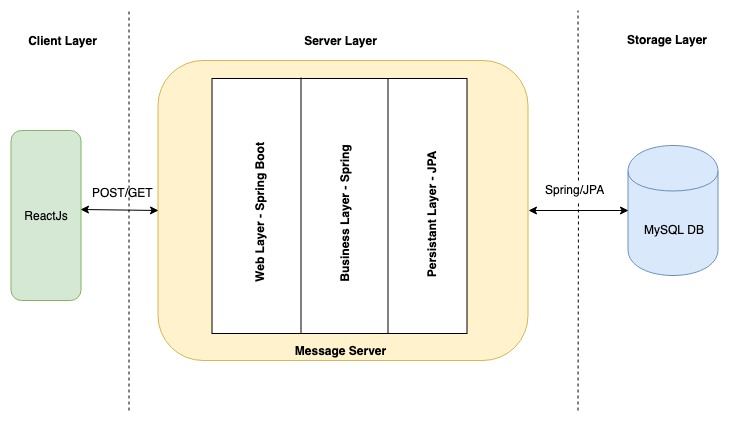 Client Layer
Server Layer
Storage Layer
ReactJs
POST/GET
Web Layer - Spring Boot
Business Layer - Spring
Persistant Layer - JPA
Message Server
Spring/JPA
MySQL DB